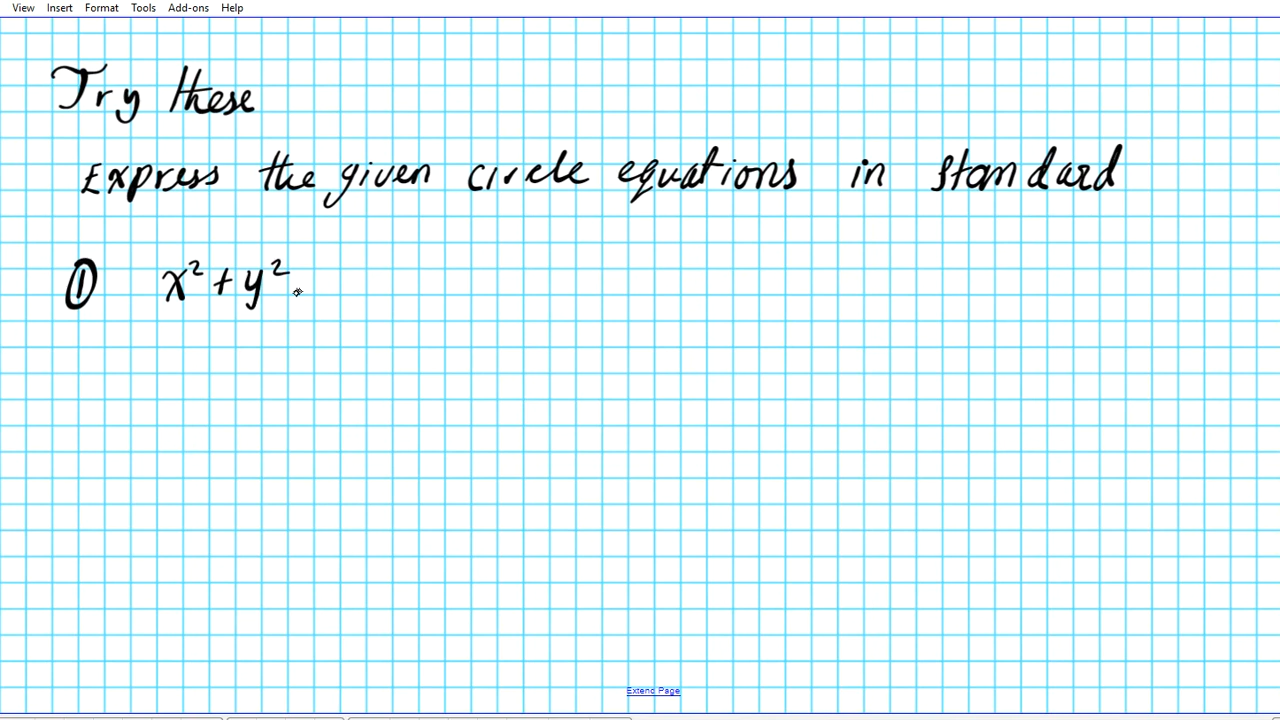 View Insert Format Tools Add-ons Help
Try these
Express the given circle equations in standard
① x² + y²
Extend Page